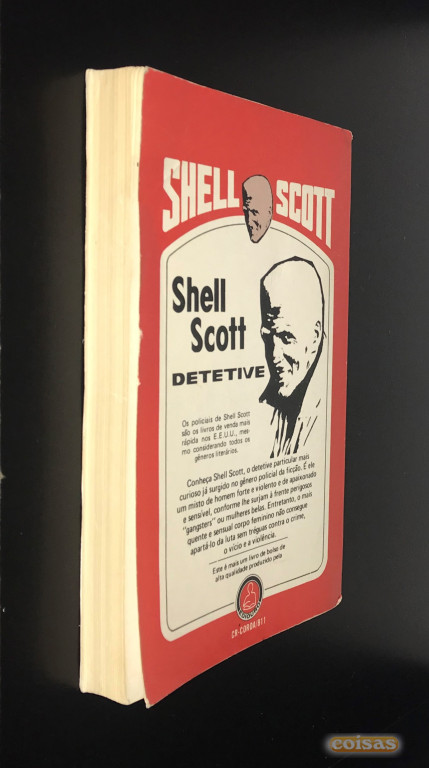 SHELL SCOTT
Shell
Scott
DETETIVE
Os policiais de Shell Scott
são os livros de venda mais
rápida nos E.E.U.U., mes-
mo considerando todos os
gêneros literários.
Conheça Shell Scott, o detetive particular mais
curioso já surgido no gênero policial da ficção. É ele
um misto de homem forte e violento e de apaixonado
e sensível, conforme lhe surjam à frente perigosos
"gangsters" ou mulheres belas. Entretanto, o mais
quente e sensual corpo feminino não consegue
apartá-lo da luta sem tréguas contra o crime,
o vício e a violência.
Este é mais um livro de bolso de
alta qualidade produzido pela
CB-COROA/811
coisas